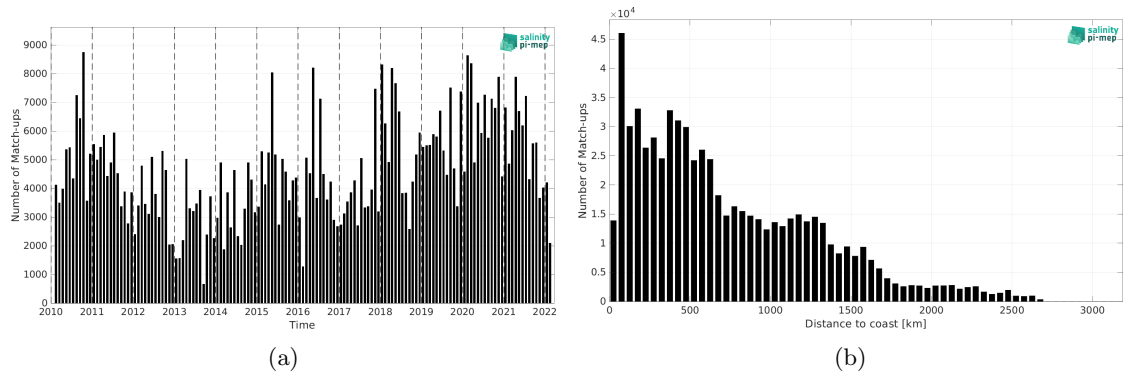 salinity
pi-mep
Number of Match-ups
9000
8000
7000
6000
5000
4000
3000
2000
1000
0
2010 2011 2012 2013 2014 2015 2016 2017 2018 2019 2020 2021 2022
Time
(a)
×10⁴
salinity
pi-mep
Number of Match-ups
4.5
4
3.5
3
2.5
2
1.5
1
0.5
0
0 500 1000 1500 2000 2500 3000
Distance to coast [km]
(b)